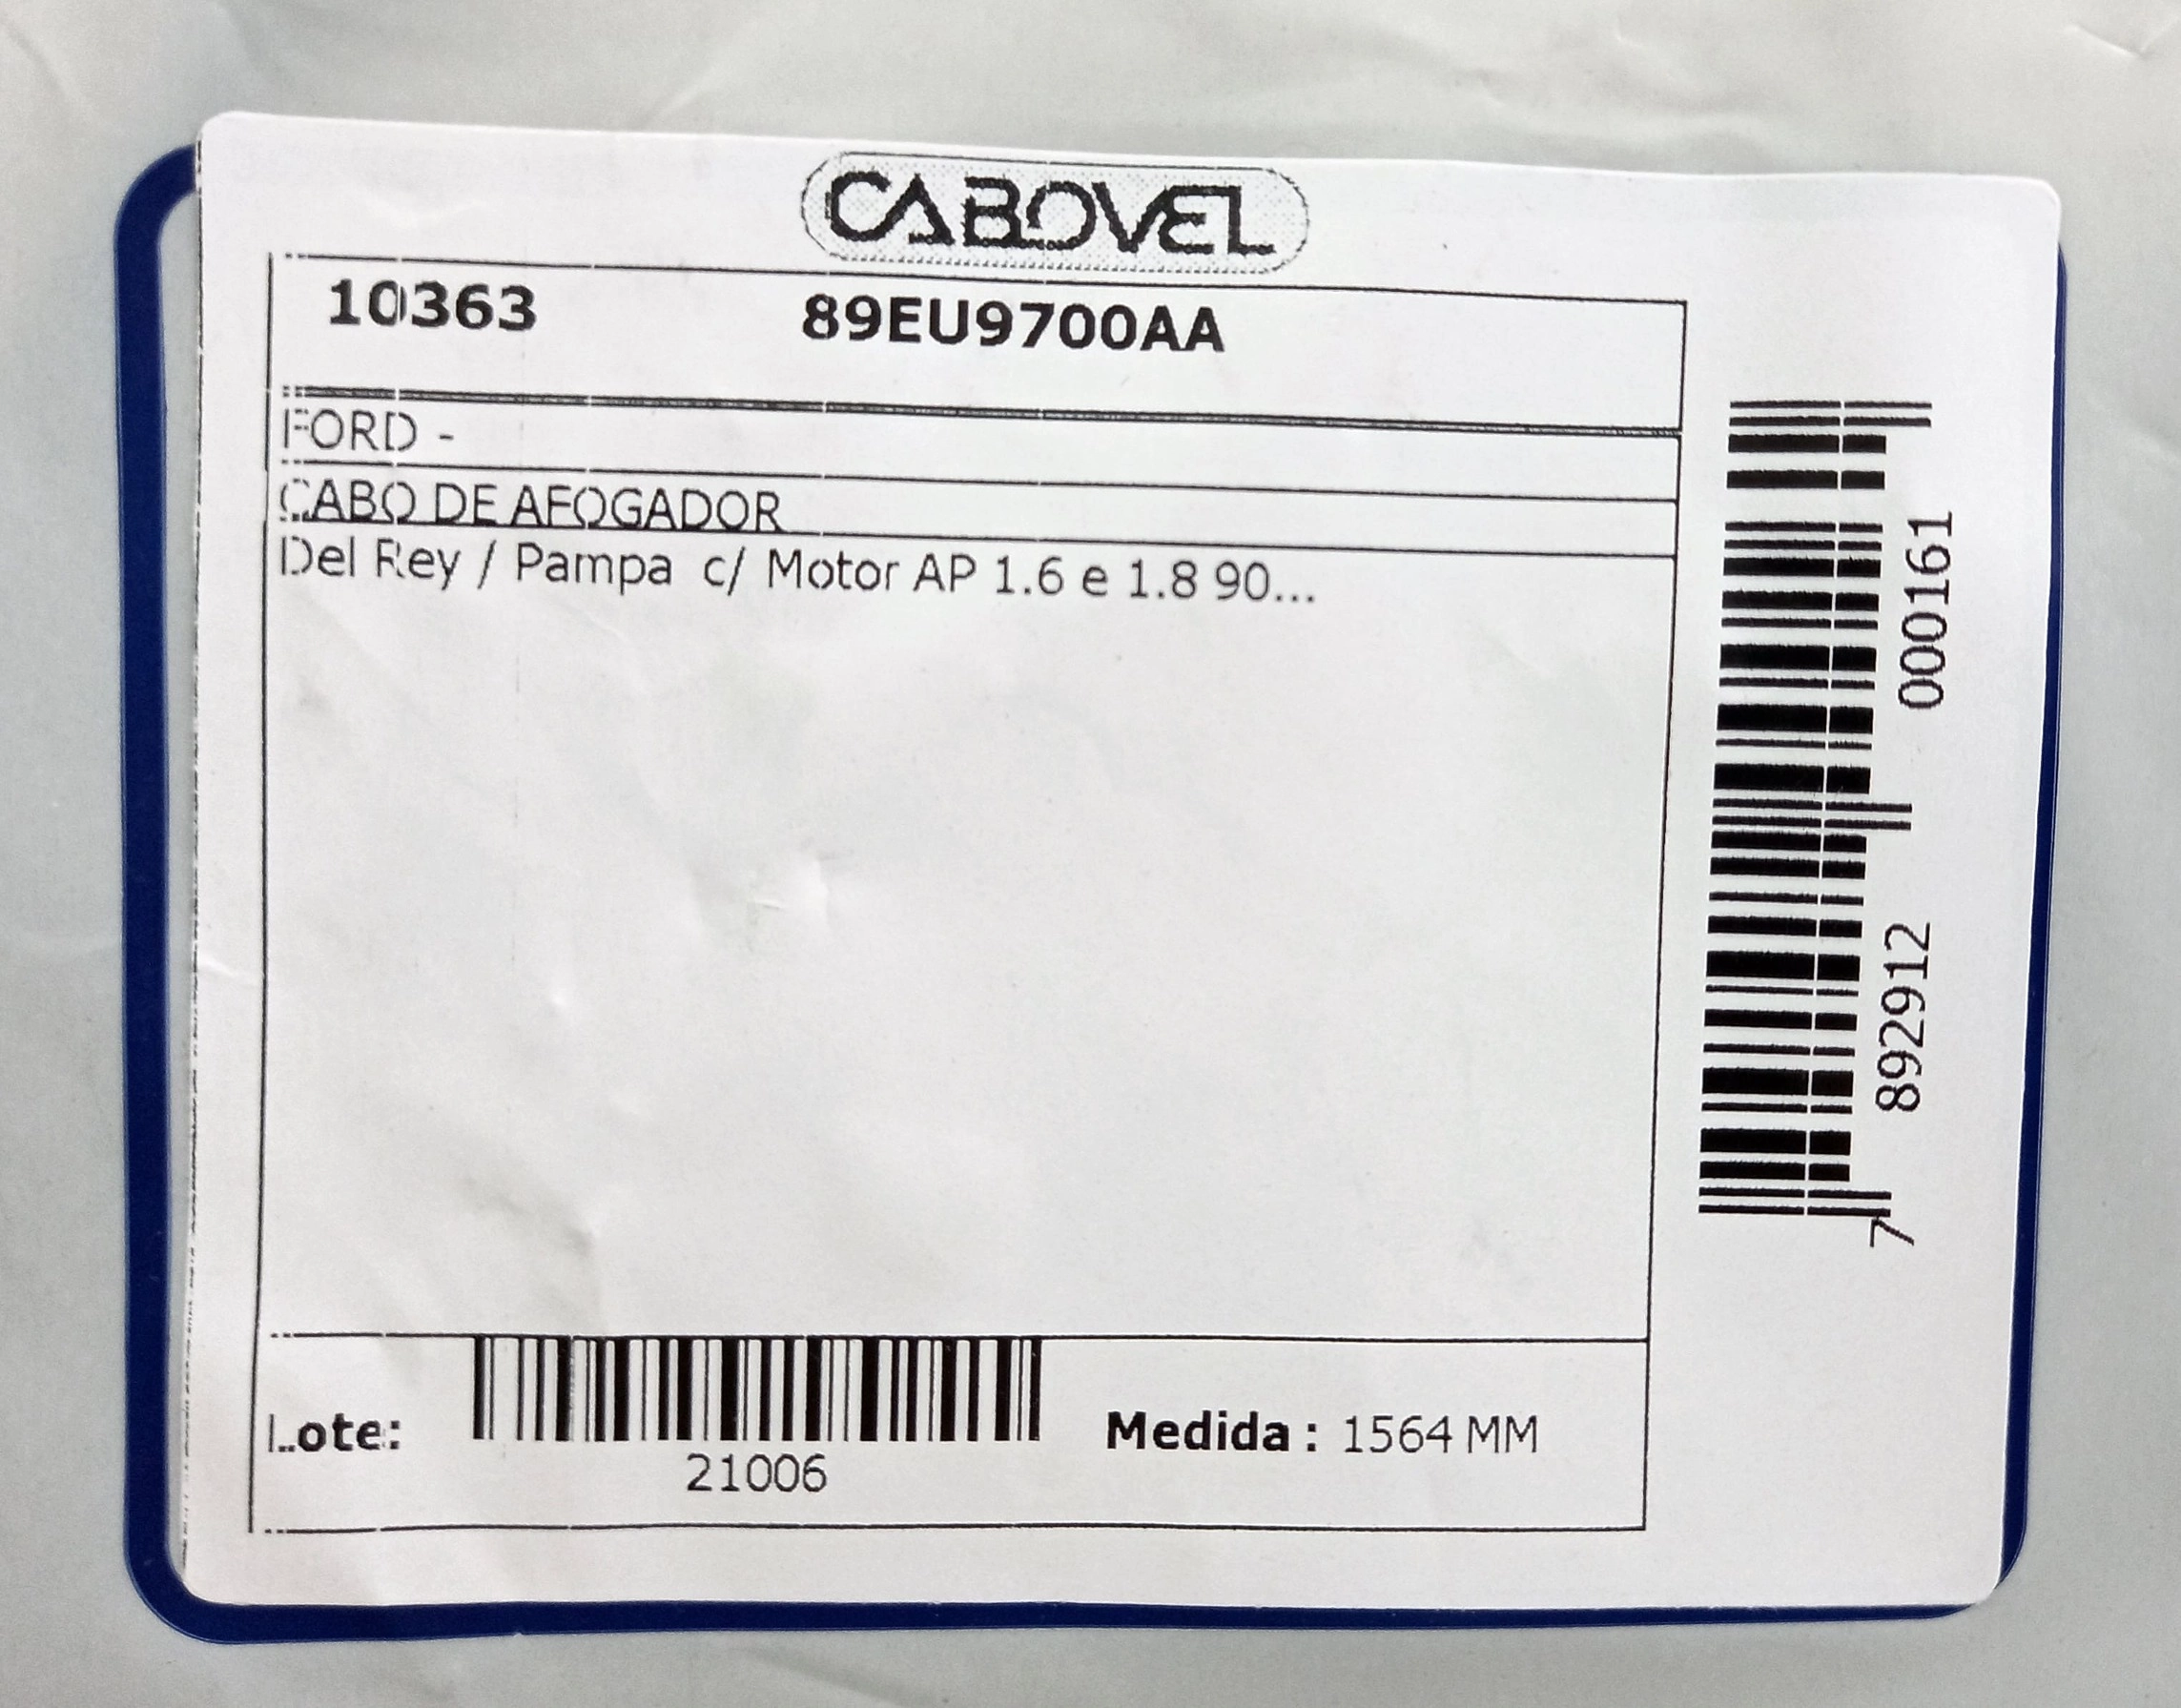 CABOVEL
10363 89EU9700AA
FORD -
CABO DE AFOGADOR
Del Rey / Pampa c/ Motor AP 1.6 e 1.8 90...
Lote:
21006
Medida : 1564 MM
7 892912 000161